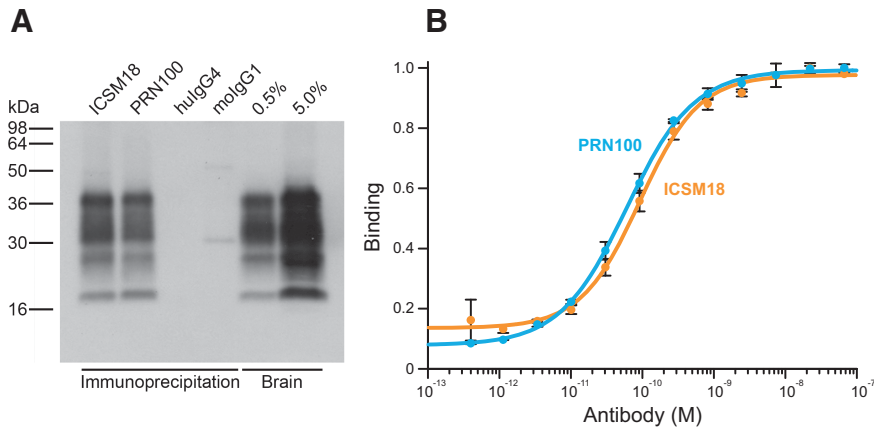 A
kDa
98
64
50
36
30
16
ICSM18
PRN100
huIgG4
moIgG1
0.5%
5.0%
Immunoprecipitation
Brain
B
Binding
1.0
0.8
0.6
0.4
0.2
0
PRN100
ICSM18
10-13
10-12
10-11
10-10
10-9
10-8
10-7
Antibody (M)